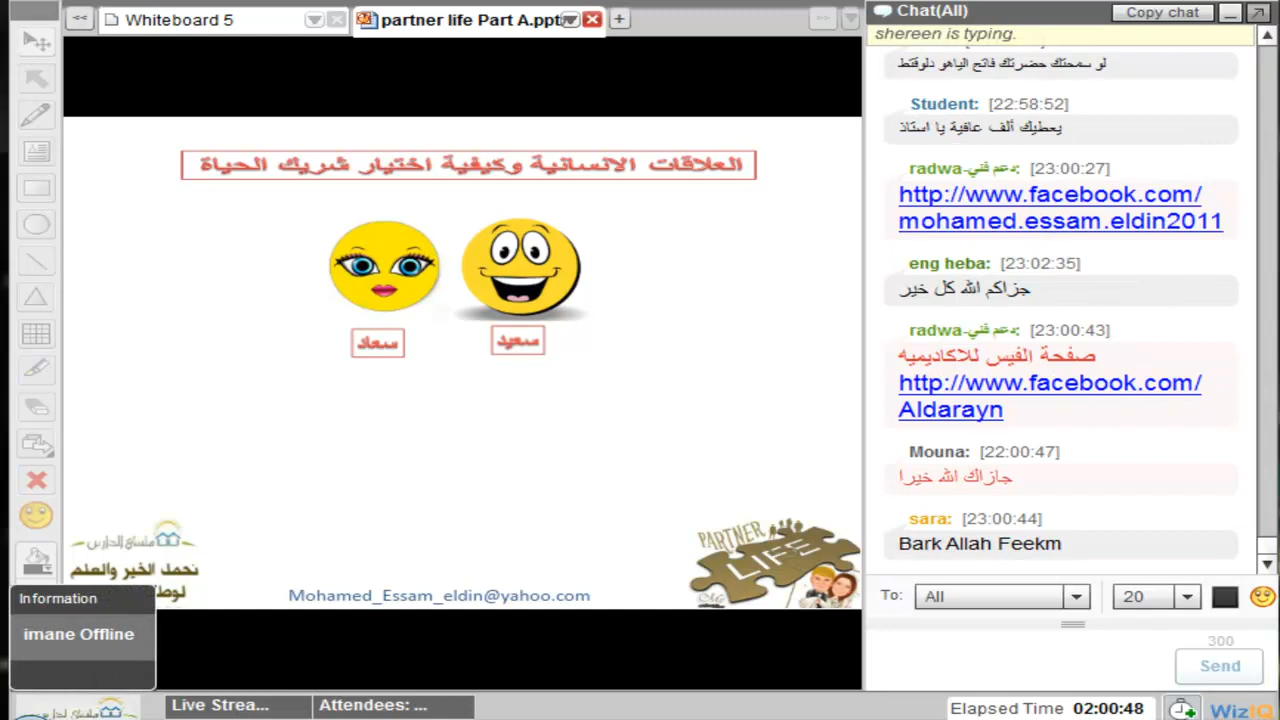 <<
Whiteboard 5
partner life Part A.ppt
+
>>
Chat(All)
Copy chat
shereen is typing.
لو سمحتك حضرتك فاتح الياهو دلوقتط
Student: [22:58:52]
يعطيك ألف عافية يا استاذ
radwa-دعم فني: [23:00:27]
http://www.facebook.com/
mohamed.essam.eldin2011
eng heba: [23:02:35]
جزاكم الله كل خير
radwa-دعم فني: [23:00:43]
صفحة الفيس للاكاديميه
http://www.facebook.com/
Aldarayn
Mouna: [22:00:47]
جازاك الله خيرا
sara: [23:00:44]
Bark Allah Feekm
To: All
20
300
Send
العلاقات الانسانية وكيفية اختيار شريك الحياة
سعيد
سعاد
ملتقى الدارين
نحمل الخير والعلم
PARTNER
LIFE
Mohamed_Essam_eldin@yahoo.com
Information
imane Offline
Live Strea...
Attendees: ...
Elapsed Time 02:00:48
WizIQ